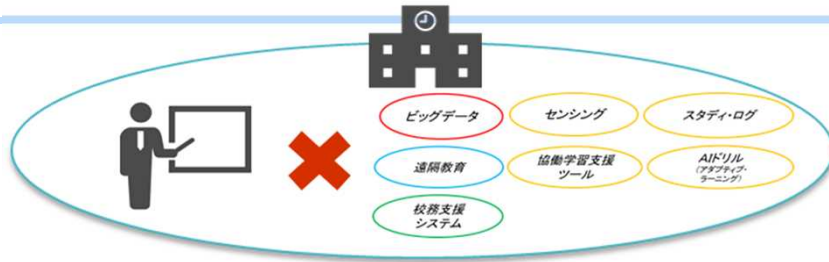 ビッグデータ
センシング
スタディ・ログ
遠隔教育
協働学習支援
ツール
AIドリル
(アダプティブ・
ラーニング)
校務支援
システム